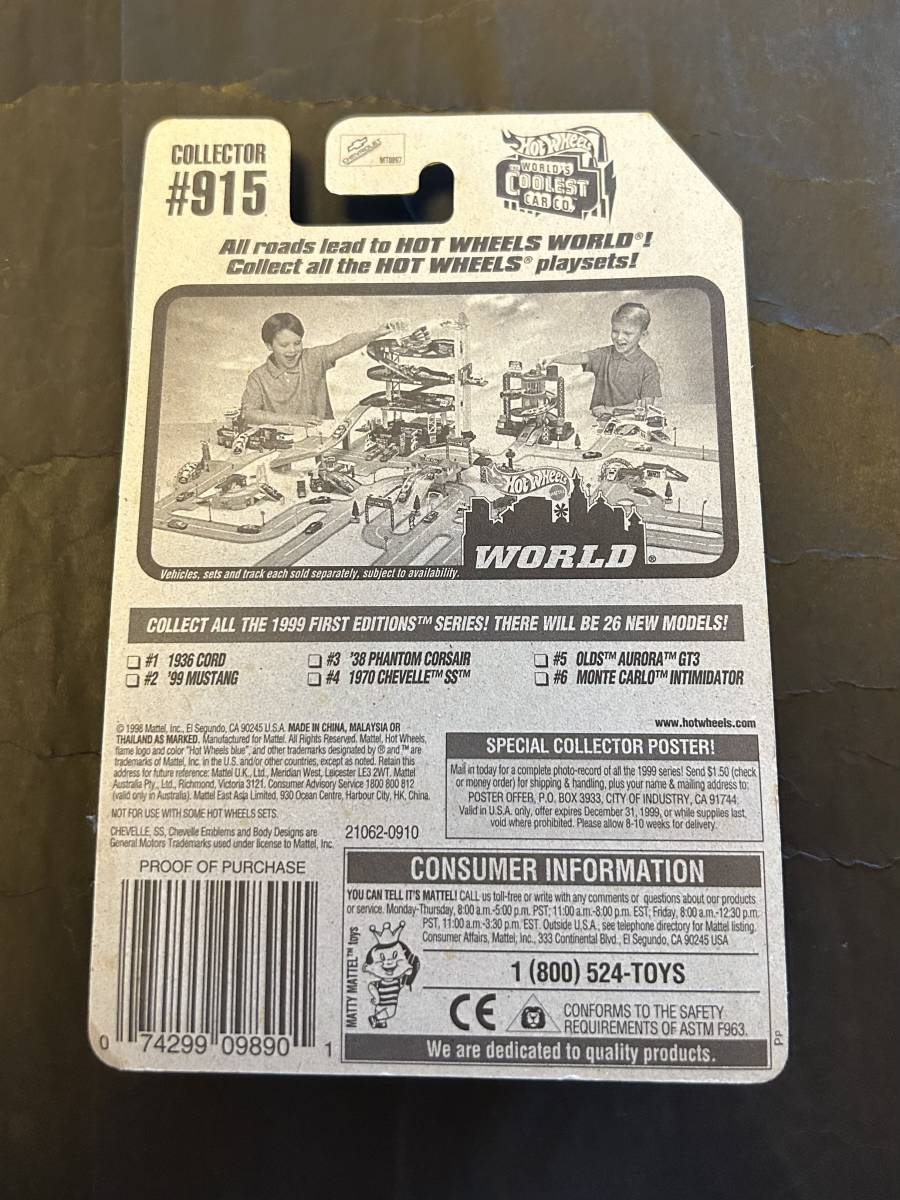 COLLECTOR
#915
CHEVROLET
HOT WHEELS
WORLD'S
COOLEST
CAR CO.
All roads lead to HOT WHEELS WORLD®!
Collect all the HOT WHEELS® playsets!
HOT WHEELS
WORLD®
Vehicles, sets and track each sold separately, subject to availability.
COLLECT ALL THE 1999 FIRST EDITIONS™ SERIES! THERE WILL BE 26 NEW MODELS!
#1 1936 CORD
#2 '99 MUSTANG
#3 '38 PHANTOM CORSAIR
#4 1970 CHEVELLE™ SS™
#5 OLDS™ AURORA™ GT3
#6 MONTE CARLO™ INTIMIDATOR
© 1998 Mattel, Inc., El Segundo, CA 90245 U.S.A. MADE IN CHINA, MALAYSIA OR
THAILAND AS MARKED. Manufactured for Mattel. All Rights Reserved. Mattel, Hot Wheels,
flame logo and color "Hot Wheels blue", and other trademarks designated by ® and ™ are
trademarks of Mattel, Inc. in the U.S. and/or other countries, except as noted. Retain this
address for future reference: Mattel U.K., Ltd., Meridian West, Leicester LE3 2WT. Mattel
Australia Pty., Ltd., Richmond, Victoria 3121. Consumer Advisory Service 1800 800 812
(valid only in Australia). Mattel East Asia Limited, 930 Ocean Centre, Harbour City, HK, China.
NOT FOR USE WITH SOME HOT WHEELS SETS.
CHEVELLE, SS, Chevelle Emblems and Body Designs are
General Motors Trademarks used under license to Mattel, Inc.
21062-0910
www.hotwheels.com
SPECIAL COLLECTOR POSTER!
Mail in today for a complete photo-record of all the 1999 series! Send $1.50 (check
or money order) for shipping & handling, plus your name & mailing address to:
POSTER OFFER, P.O. BOX 3933, CITY OF INDUSTRY, CA 91744.
Valid in U.S.A. only, offer expires December 31, 1999, or while supplies last,
void where prohibited. Please allow 8-10 weeks for delivery.
PROOF OF PURCHASE
0 74299 09890 1
CONSUMER INFORMATION
YOU CAN TELL IT'S MATTEL! CALL us toll-free or write with any comments or questions about our products
or service. Monday-Thursday, 8:00 a.m.-5:00 p.m. PST; 11:00 a.m.-8:00 p.m. EST; Friday, 8:00 a.m.-12:30 p.m.
PST, 11:00 a.m.-3:30 p.m. EST. Outside U.S.A., see telephone directory for Mattel listing.
Consumer Affairs, Mattel, Inc., 333 Continental Blvd., El Segundo, CA 90245 USA
MATTY MATTEL™ toys
1 (800) 524-TOYS
CE
CONFORMS TO THE SAFETY
REQUIREMENTS OF ASTM F963.
We are dedicated to quality products.
PP